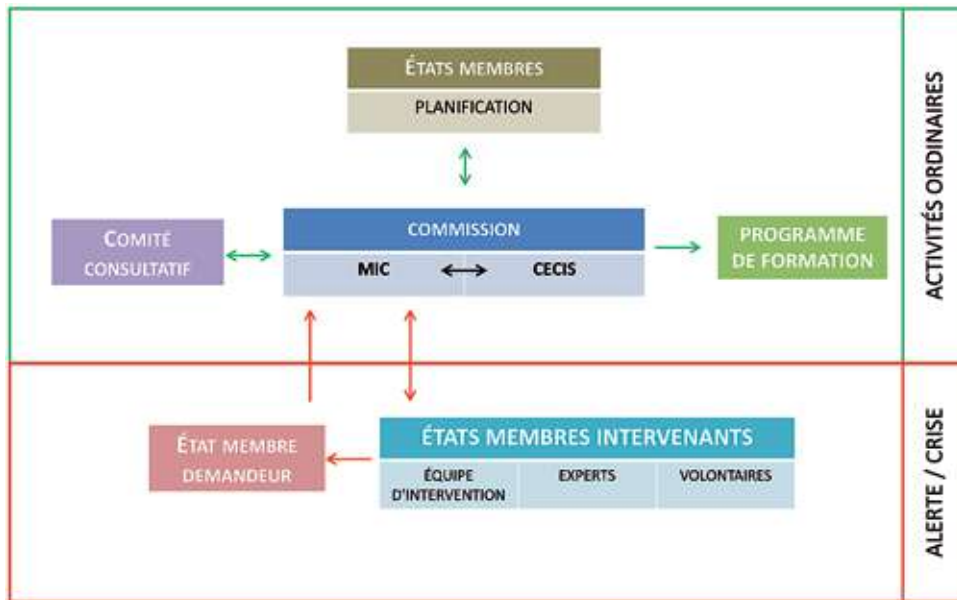 ÉTATS MEMBRES
PLANIFICATION
COMITÉ
CONSULTATIF
COMMISSION
MIC
CECIS
PROGRAMME
DE FORMATION
ACTIVITÉS ORDINAIRES
ÉTAT MEMBRE
DEMANDEUR
ÉTATS MEMBRES INTERVENANTS
ÉQUIPE
D'INTERVENTION
EXPERTS
VOLONTAIRES
ALERTE / CRISE